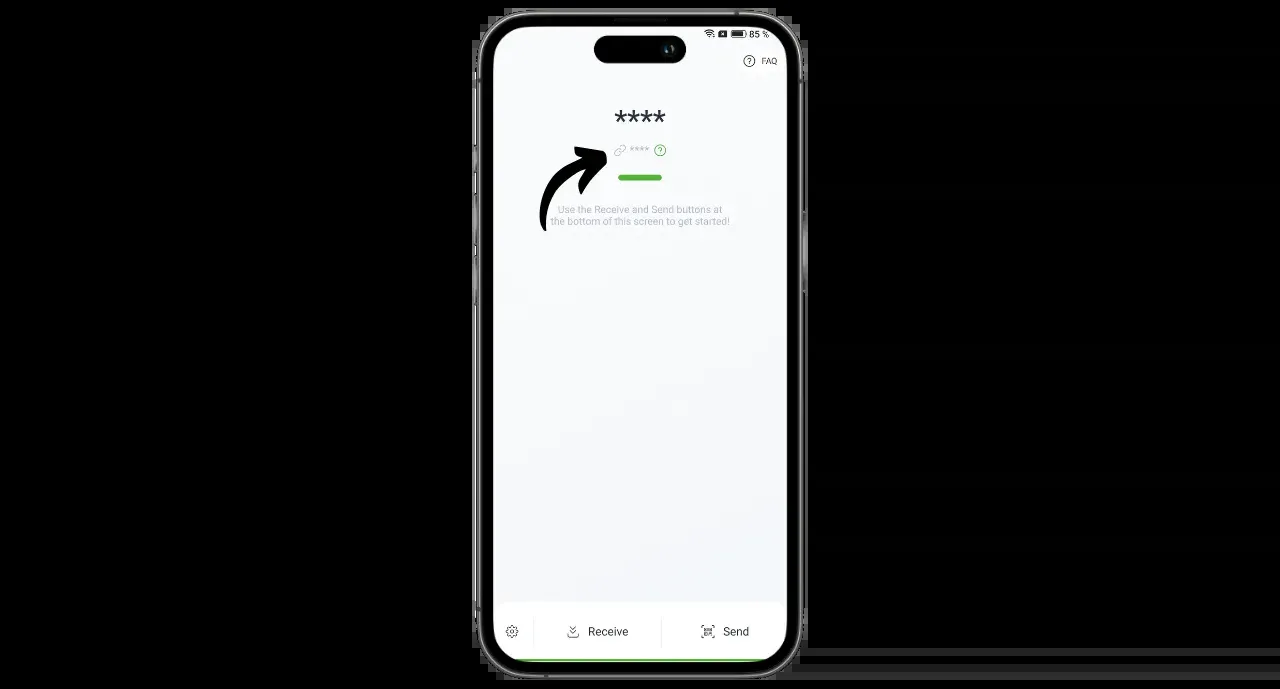 85 %
FAQ
****
****
Use the Receive and Send buttons at
the bottom of this screen to get started!
Receive
Send